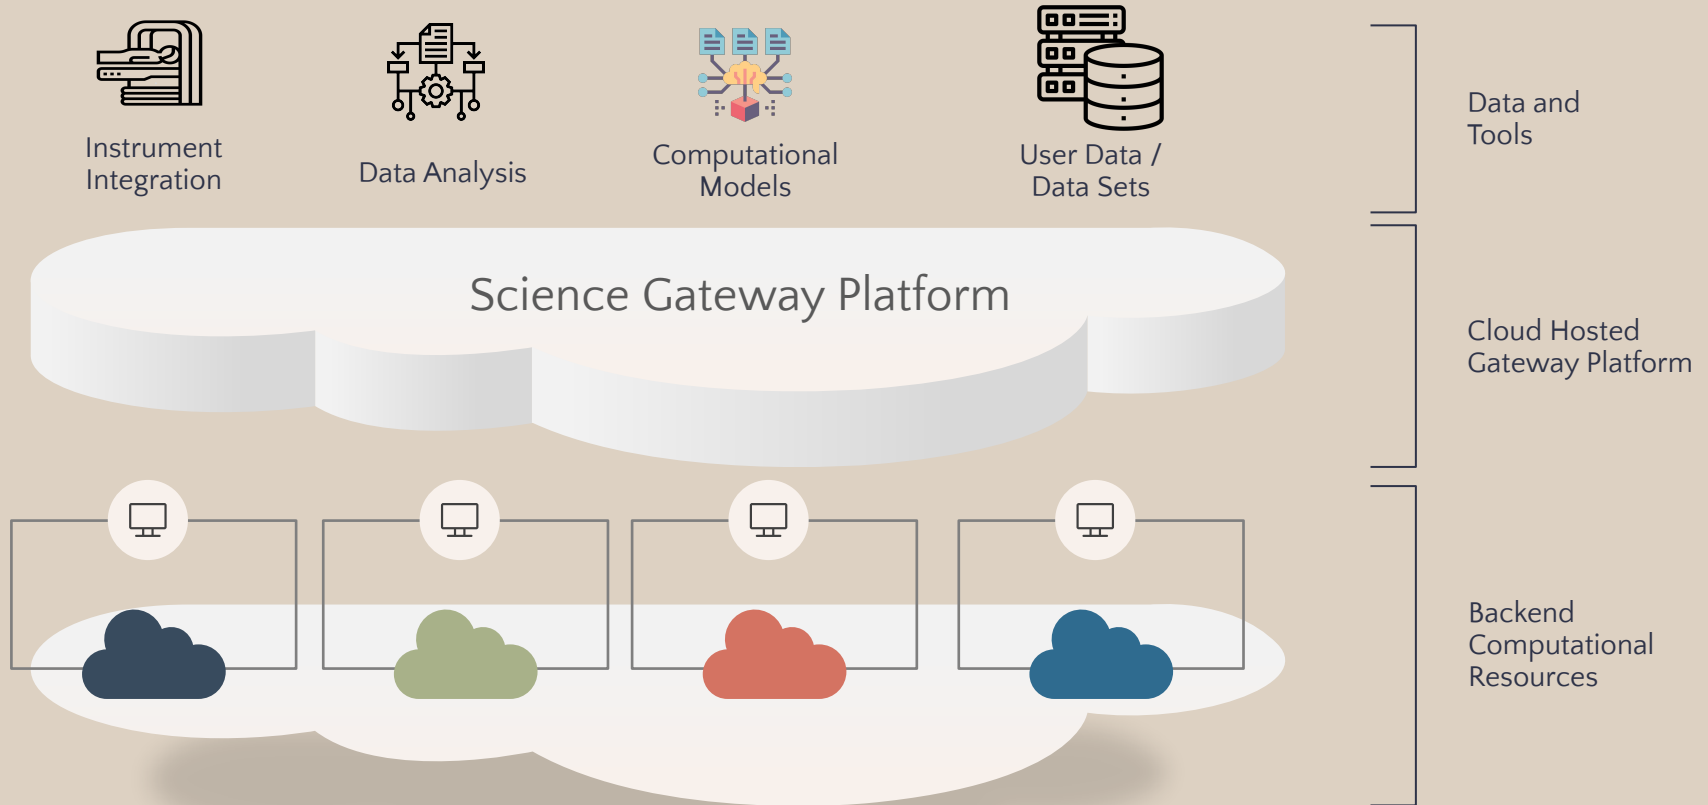 Instrument
Integration
Data Analysis
Computational
Models
User Data /
Data Sets
Data and
Tools
Science Gateway Platform
Cloud Hosted
Gateway Platform
Backend
Computational
Resources